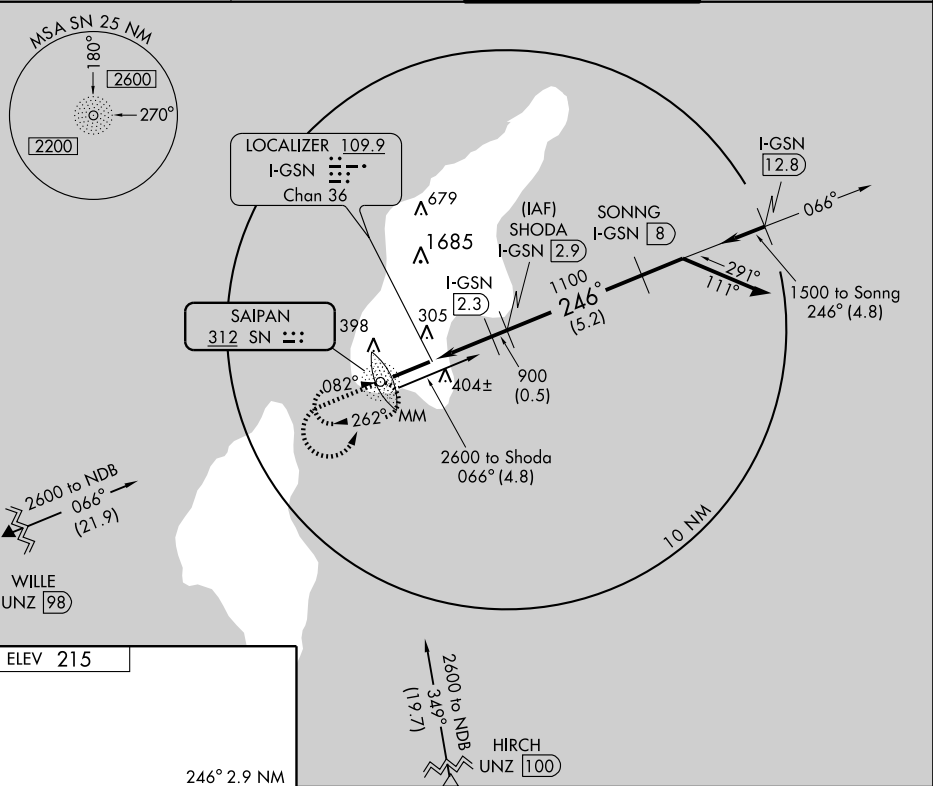 MSA SN 25 NM
180°
2600
270°
2200
LOCALIZER 109.9
I-GSN
Chan 36
679
1685
(IAF)
SHODA
I-GSN 2.9
SONNG
I-GSN 8
I-GSN
12.8
066°
291°
111°
1500 to Sonng
246° (4.8)
1100
246°
(5.2)
I-GSN
2.3
SAIPAN
312 SN
398
305
082°
262°
MM
404±
900
(0.5)
2600 to Shoda
066° (4.8)
10 NM
2600 to NDB
066°
(21.9)
WILLE
UNZ 98
ELEV 215
246° 2.9 NM
2600 to NDB
349°
(19.7)
HIRCH
UNZ 100